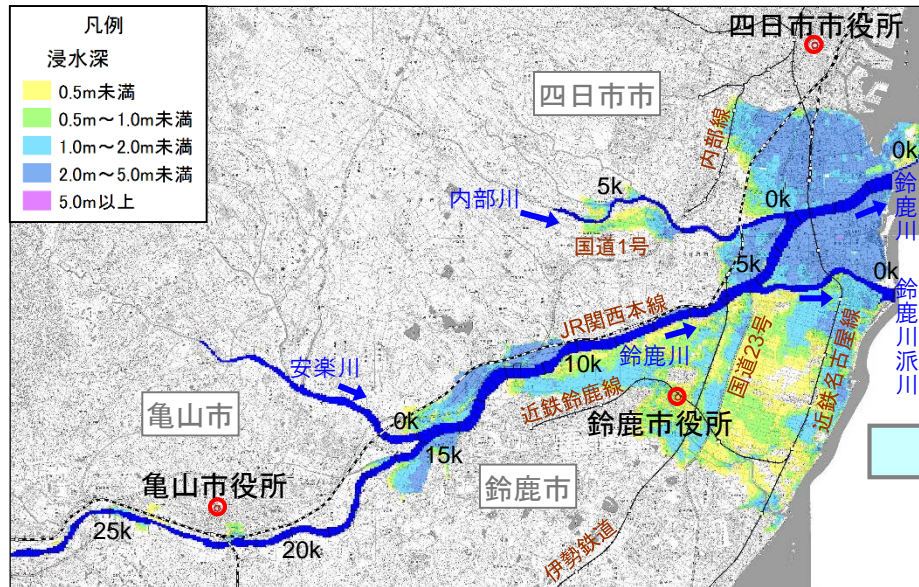 凡例
浸水深
0.5m未満
0.5m～1.0m未満
1.0m～2.0m未満
2.0m～5.0m未満
5.0m以上
四日市市役所
四日市市
内部線
0k
鈴鹿川
5k
内部川
0k
国道1号
5k
0k
鈴鹿川派川
JR関西本線
10k
鈴鹿川
国道23号
近鉄名古屋線
安楽川
近鉄鈴鹿線
鈴鹿市役所
亀山市
0k
15k
鈴鹿市
亀山市役所
25k
20k
伊勢鉄道